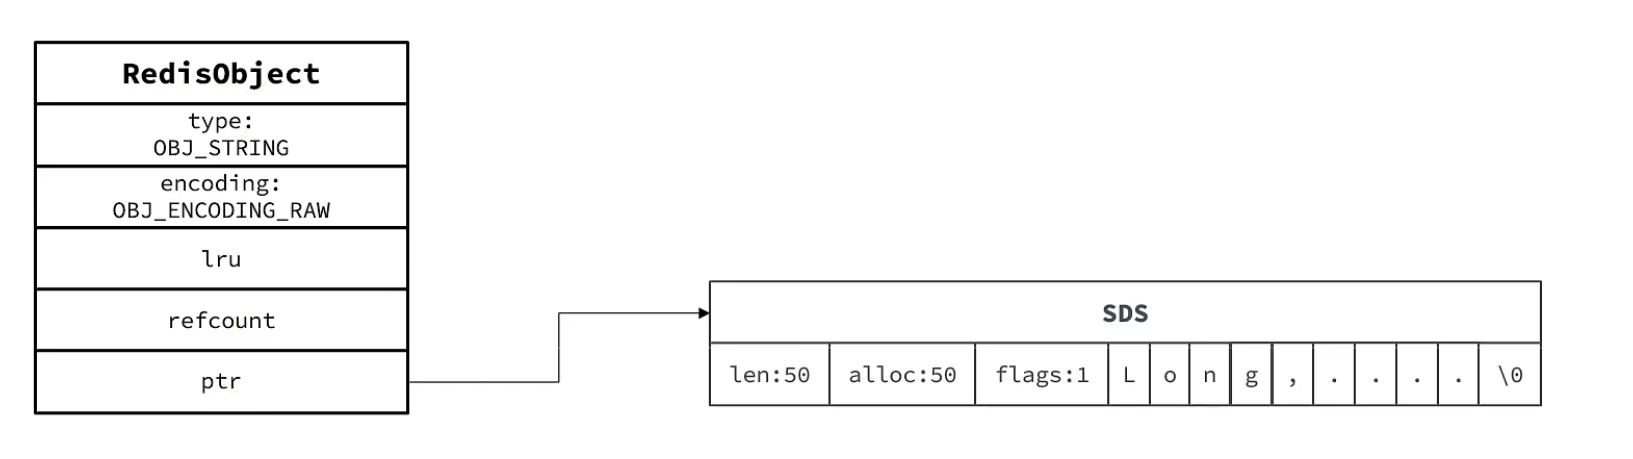 RedisObject
type:
OBJ_STRING
encoding:
OBJ_ENCODING_RAW
lru
refcount
ptr
SDS
len:50 alloc:50 flags:1 L o n g , . . . . \0